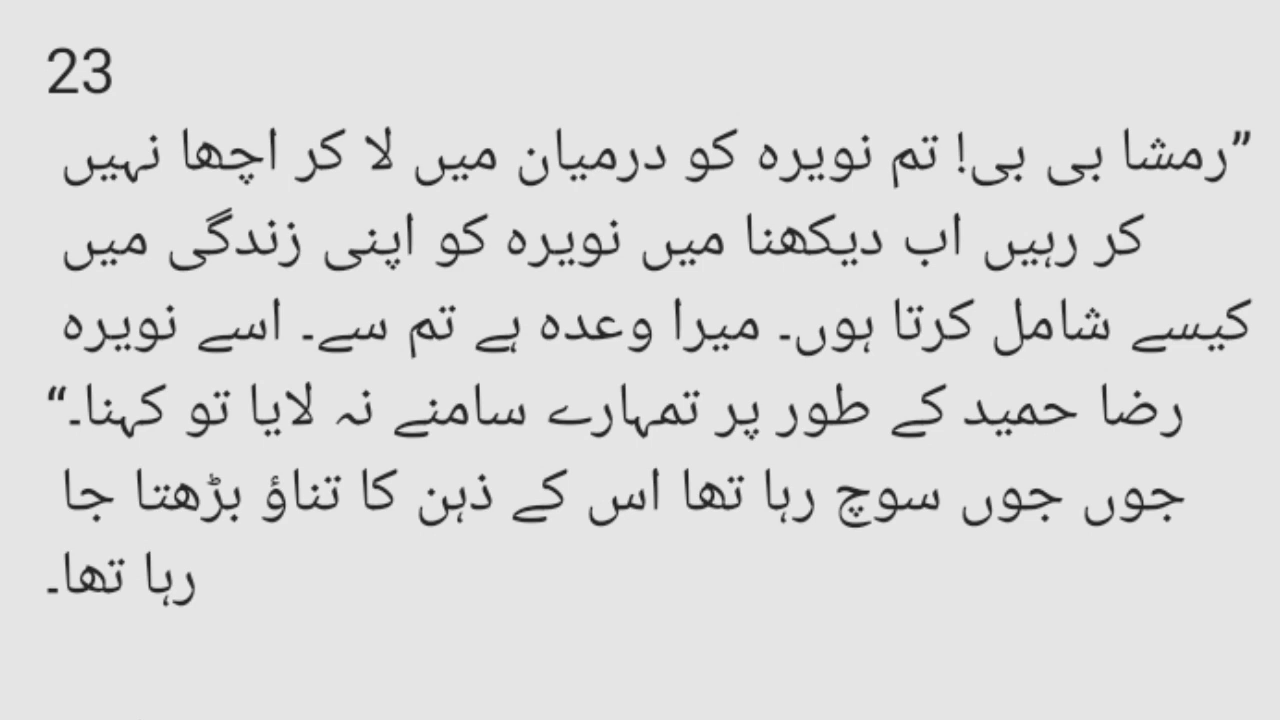 23
”رمشا بی بی! تم نویرہ کو درمیان میں لا کر اچھا نہیں
کر رہیں اب دیکھنا میں نویرہ کو اپنی زندگی میں
کیسے شامل کرتا ہوں۔ میرا وعدہ ہے تم سے۔ اسے نویرہ
رضا حمید کے طور پر تمہارے سامنے نہ لایا تو کہنا۔“
جوں جوں سوچ رہا تھا اس کے ذہن کا تناؤ بڑھتا جا
رہا تھا۔